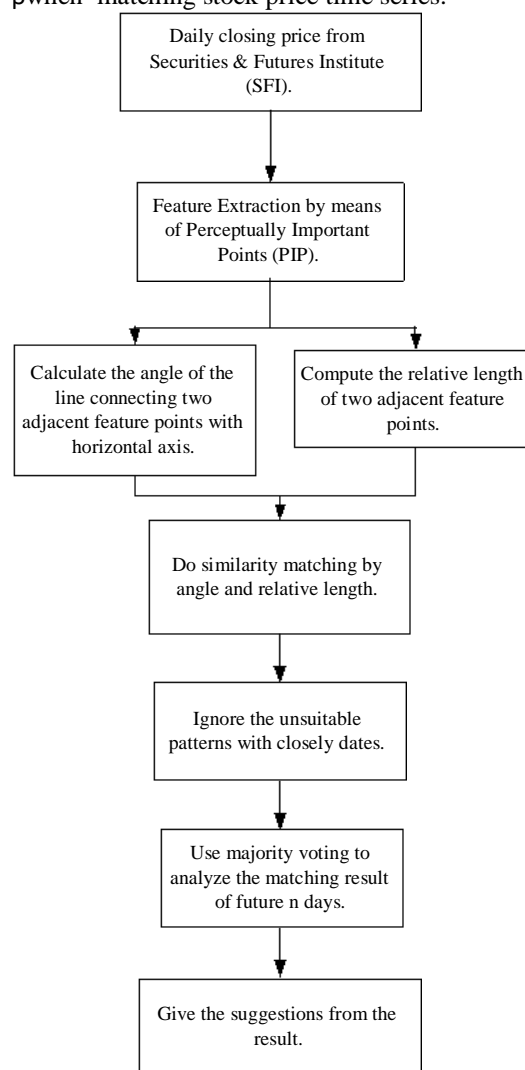 βwhen matching stock price time series.
Daily closing price from
Securities & Futures Institute
(SFI).
Feature Extraction by means
of Perceptually Important
Points (PIP).
Calculate the angle of the
line connecting two
adjacent feature points with
horizontal axis.
Compute the relative length
of two adjacent feature
points.
Do similarity matching by
angle and relative length.
Ignore the unsuitable
patterns with closely dates.
Use majority voting to
analyze the matching result
of future n days.
Give the suggestions from the
result.